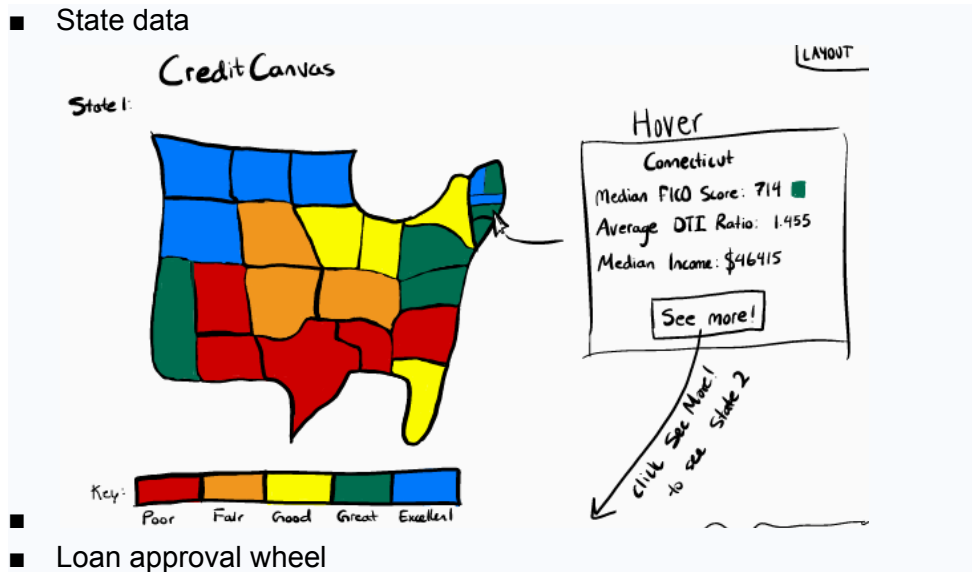 State data
Credit Canvas
LAYOUT
State 1:
Hover
Connecticut
Median FICO Score: 714
Average DTI Ratio: 1.455
Median Income: $46415
See more!
Click See More!
to see State 2
Key:
Poor Fair Good Great Excellent
Loan approval wheel